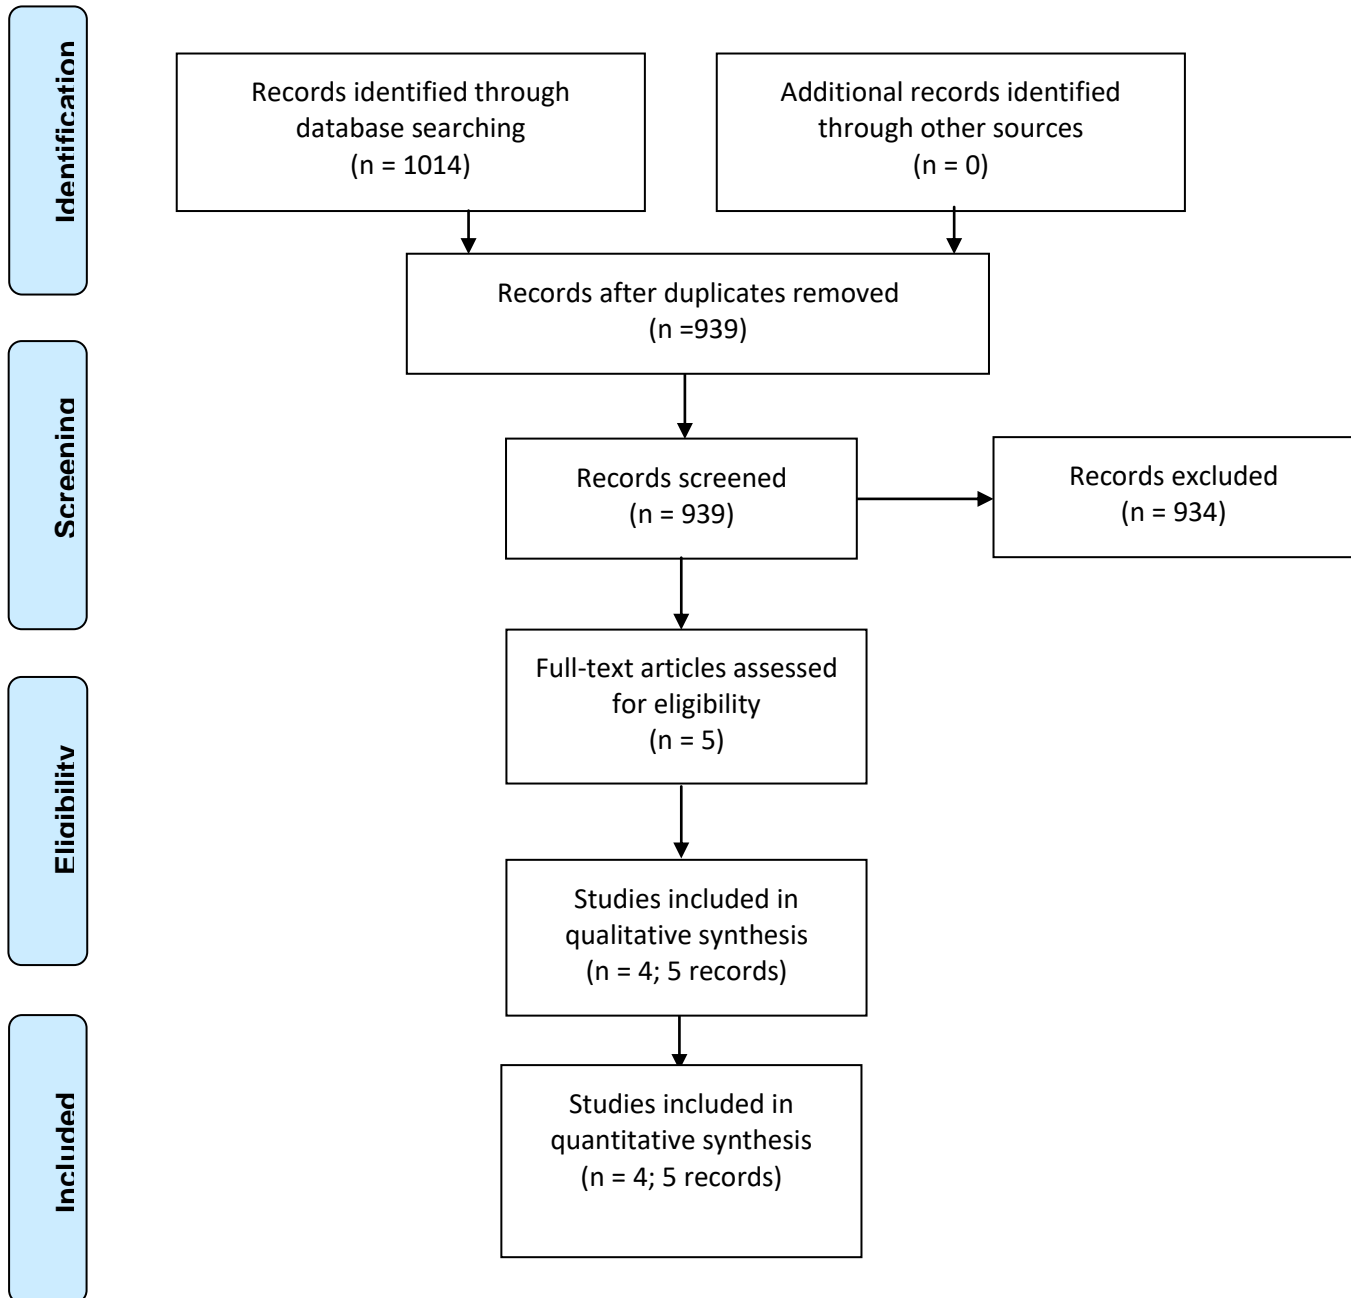 Identification
Records identified through
database searching
(n = 1014)
Additional records identified
through other sources
(n = 0)
Records after duplicates removed
(n =939)
Screening
Records screened
(n = 939)
Records excluded
(n = 934)
Full-text articles assessed
for eligibility
(n = 5)
Eligibility
Studies included in
qualitative synthesis
(n = 4; 5 records)
Included
Studies included in
quantitative synthesis
(n = 4; 5 records)